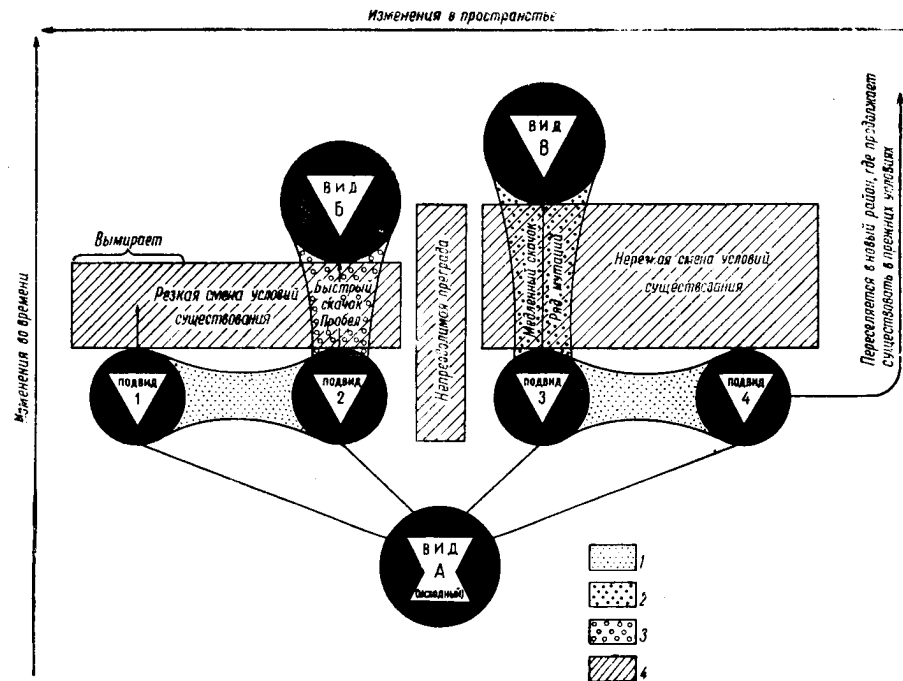 Изменения в пространстве
Изменения во времени
Переселяется в новый район, где продолжает
существовать в прежних условиях
ВИД
В
ВИД
Б
Вымирает
Резкая смена условий
существования
Быстрый
скачок
Пробел
Непреодолимая преграда
Медленный скачок
Ряд мутаций
Нерезкая смена условий
существования
ПОДВИД
1
ПОДВИД
2
ПОДВИД
3
ПОДВИД
4
ВИД
А
(исходный)
1
2
3
4